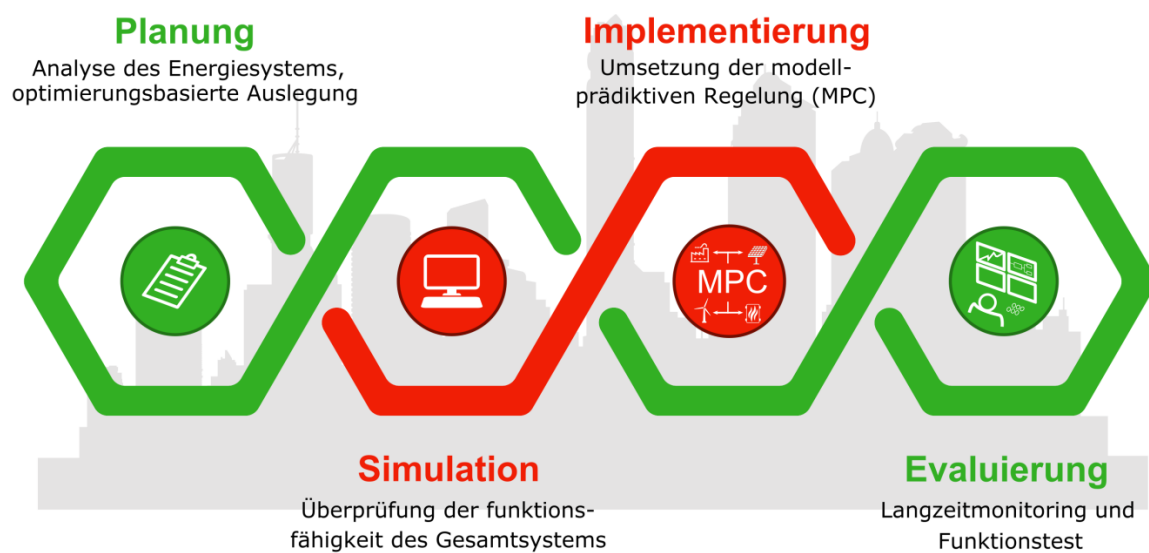 Planung
Analyse des Energiesystems,
optimierungsbasierte Auslegung
Implementierung
Umsetzung der modell-
prädiktiven Regelung (MPC)
MPC
Simulation
Überprüfung der funktions-
fähigkeit des Gesamtsystems
Evaluierung
Langzeitmonitoring und
Funktionstest